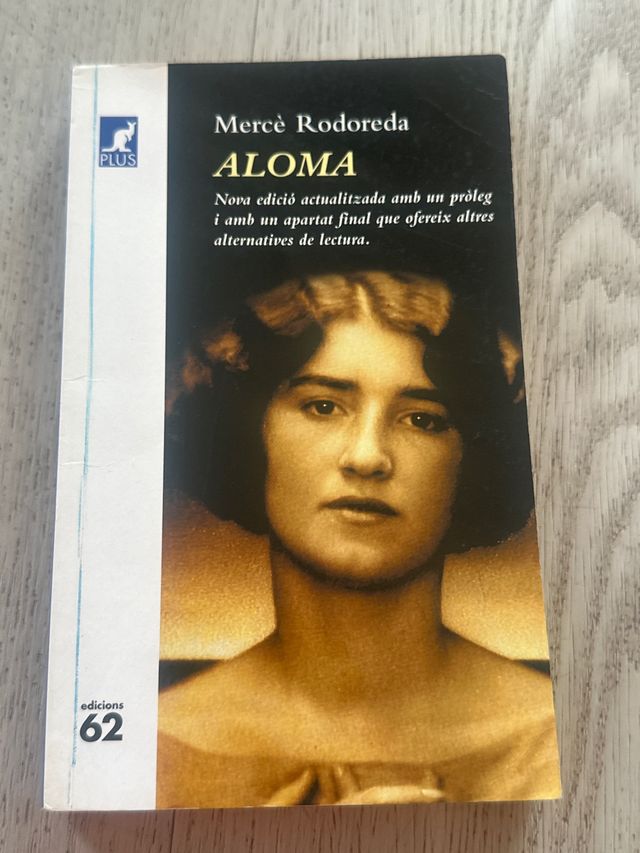 PLUS
Mercè Rodoreda
ALOMA
Nova edició actualitzada amb un pròleg
i amb un apartat final que ofereix altres
alternatives de lectura.
edicions
62